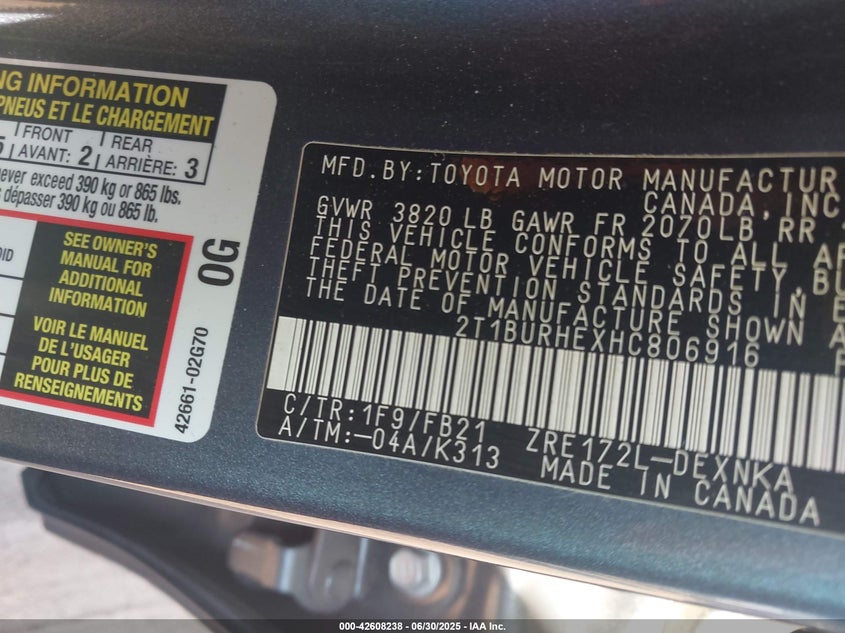 NG INFORMATION
PNEUS ET LE CHARGEMENT
5 FRONT REAR
AVANT: 2 ARRIÈRE: 3
never exceed 390 kg or 865 lbs.
s dépasser 390 kg ou 865 lb.
SEE OWNER'S
MANUAL FOR
ADDITIONAL
INFORMATION
VOIR LE MANUEL
DE L'USAGER
POUR PLUS DE
RENSEIGNEMENTS
0G
42661-02G70
MFD.BY:TOYOTA MOTOR MANUFACTUR
CANADA,INC
GVWR 3820 LB GAWR FR 2070LB,RR
THIS VEHICLE CONFORMS TO ALL AP
FEDERAL MOTOR VEHICLE SAFETY,BU
THEFT PREVENTION STANDARDS IN E
THE DATE OF MANUFACTURE SHOWN A
2T1BURHEXHC806916
C/TR:1F9/FB21
A/TM:-04A/K313
ZRE172L-DEXNKA
MADE IN CANADA
000-42608238 - 06/30/2025 - IAA Inc.